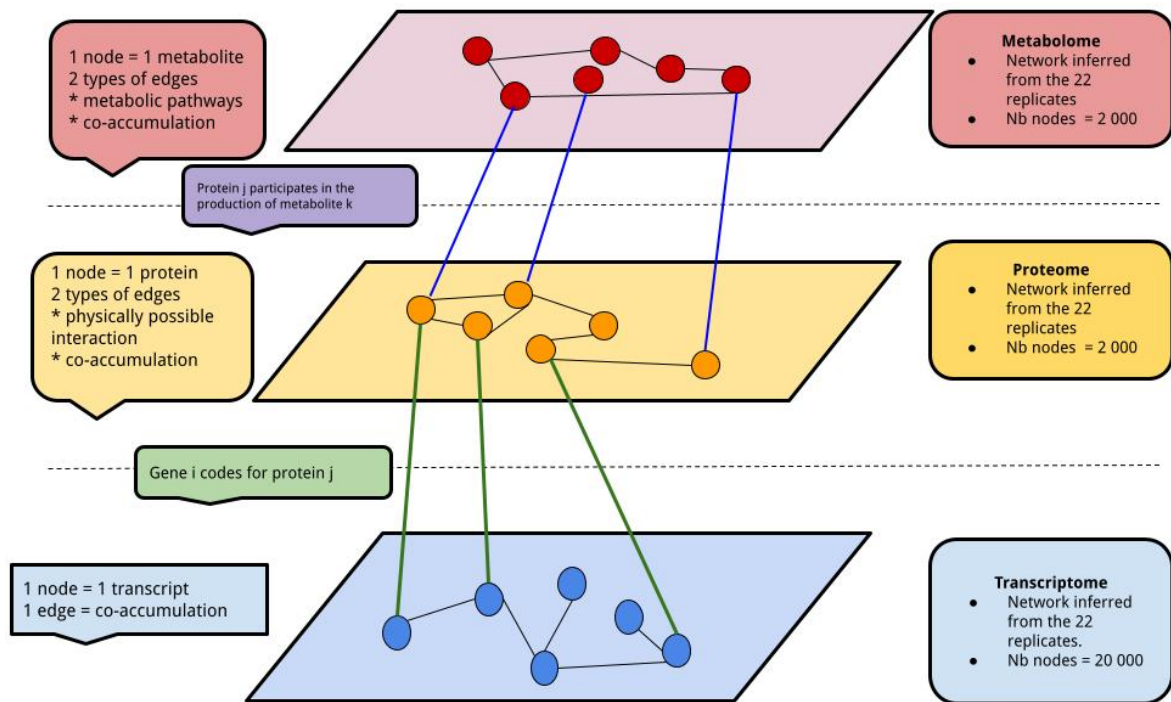 1 node = 1 metabolite
2 types of edges
* metabolic pathways
* co-accumulation
Metabolome
● Network inferred
from the 22
replicates
● Nb nodes = 2 000
Protein j participates in the
production of metabolite k
1 node = 1 protein
2 types of edges
* physically possible
interaction
* co-accumulation
Proteome
● Network inferred
from the 22
replicates
● Nb nodes = 2 000
Gene i codes for protein j
1 node = 1 transcript
1 edge = co-accumulation
Transcriptome
● Network inferred
from the 22
replicates.
● Nb nodes = 20 000